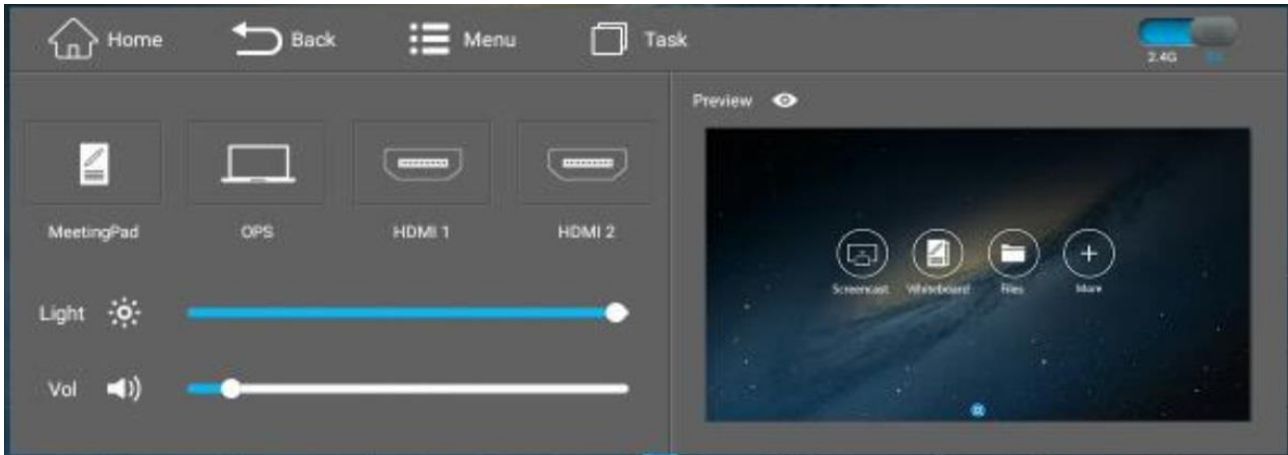 Home Back Menu Task
2.4G
Preview
MeetingPad OPS HDMI 1 HDMI 2
Screencast Whiteboard Files More
Light
Vol